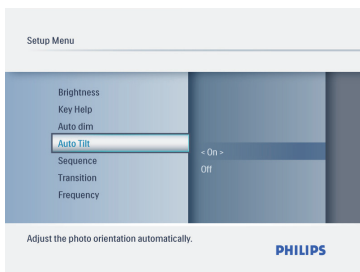 Setup Menu
Brightness
Key Help
Auto dim
Auto Tilt
Sequence
Transition
Frequency
< On >
Off
Adjust the photo orientation automatically.
PHILIPS